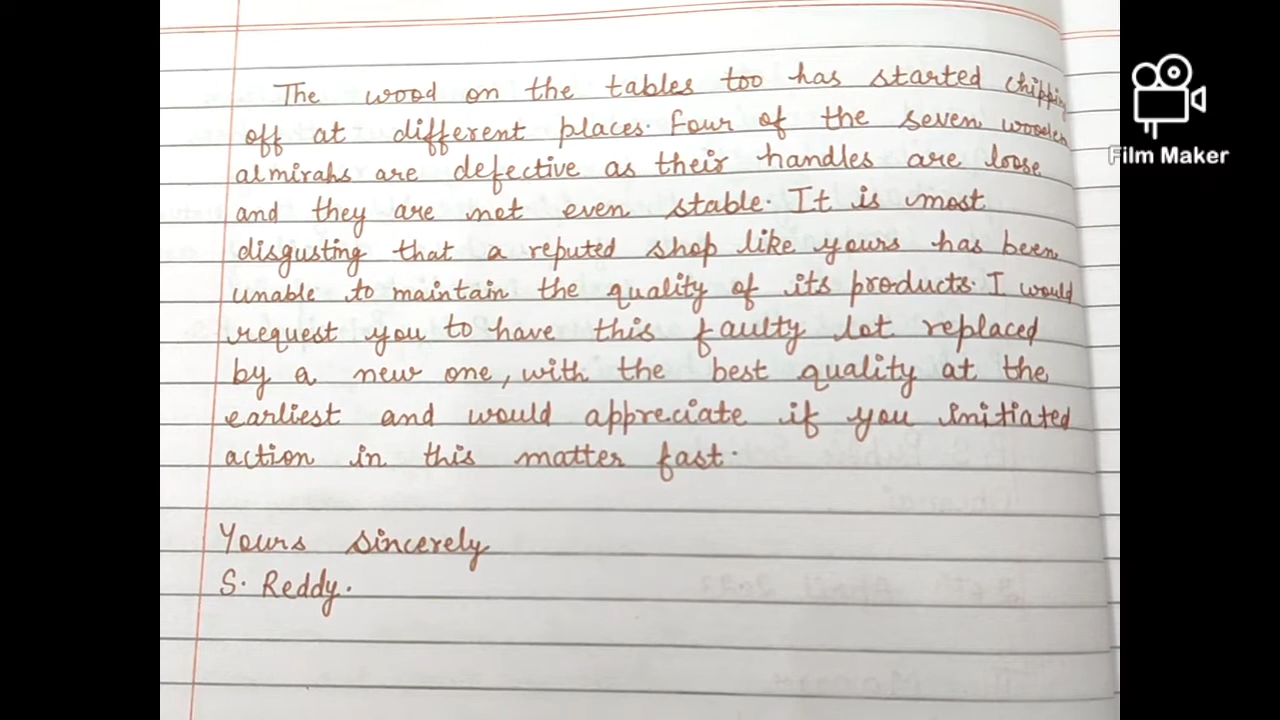 The wood on the tables too has started chipping
off at different places. Four of the seven wooden
almirahs are defective as their handles are loose
and they are not even stable. It is most
disgusting that a reputed shop like yours has been
unable to maintain the quality of its products. I would
request you to have this faulty lot replaced
by a new one, with the best quality at the
earliest and would appreciate if you initiated
action in this matter fast.
Yours sincerely
S. Reddy.
Film Maker